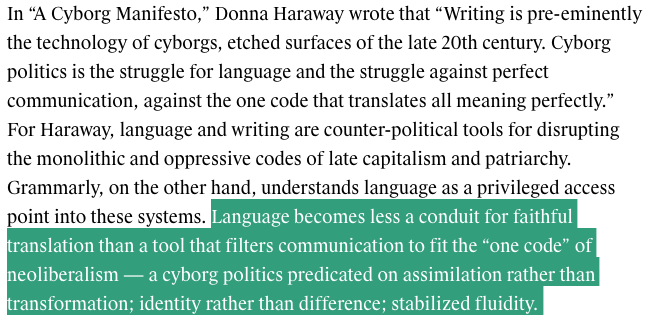 In “A Cyborg Manifesto,” Donna Haraway wrote that “Writing is pre-eminently
the technology of cyborgs, etched surfaces of the late 20th century. Cyborg
politics is the struggle for language and the struggle against perfect
communication, against the one code that translates all meaning perfectly.”
For Haraway, language and writing are counter-political tools for disrupting
the monolithic and oppressive codes of late capitalism and patriarchy.
Grammarly, on the other hand, understands language as a privileged access
point into these systems. Language becomes less a conduit for faithful
translation than a tool that filters communication to fit the “one code” of
neoliberalism — a cyborg politics predicated on assimilation rather than
transformation; identity rather than difference; stabilized fluidity.